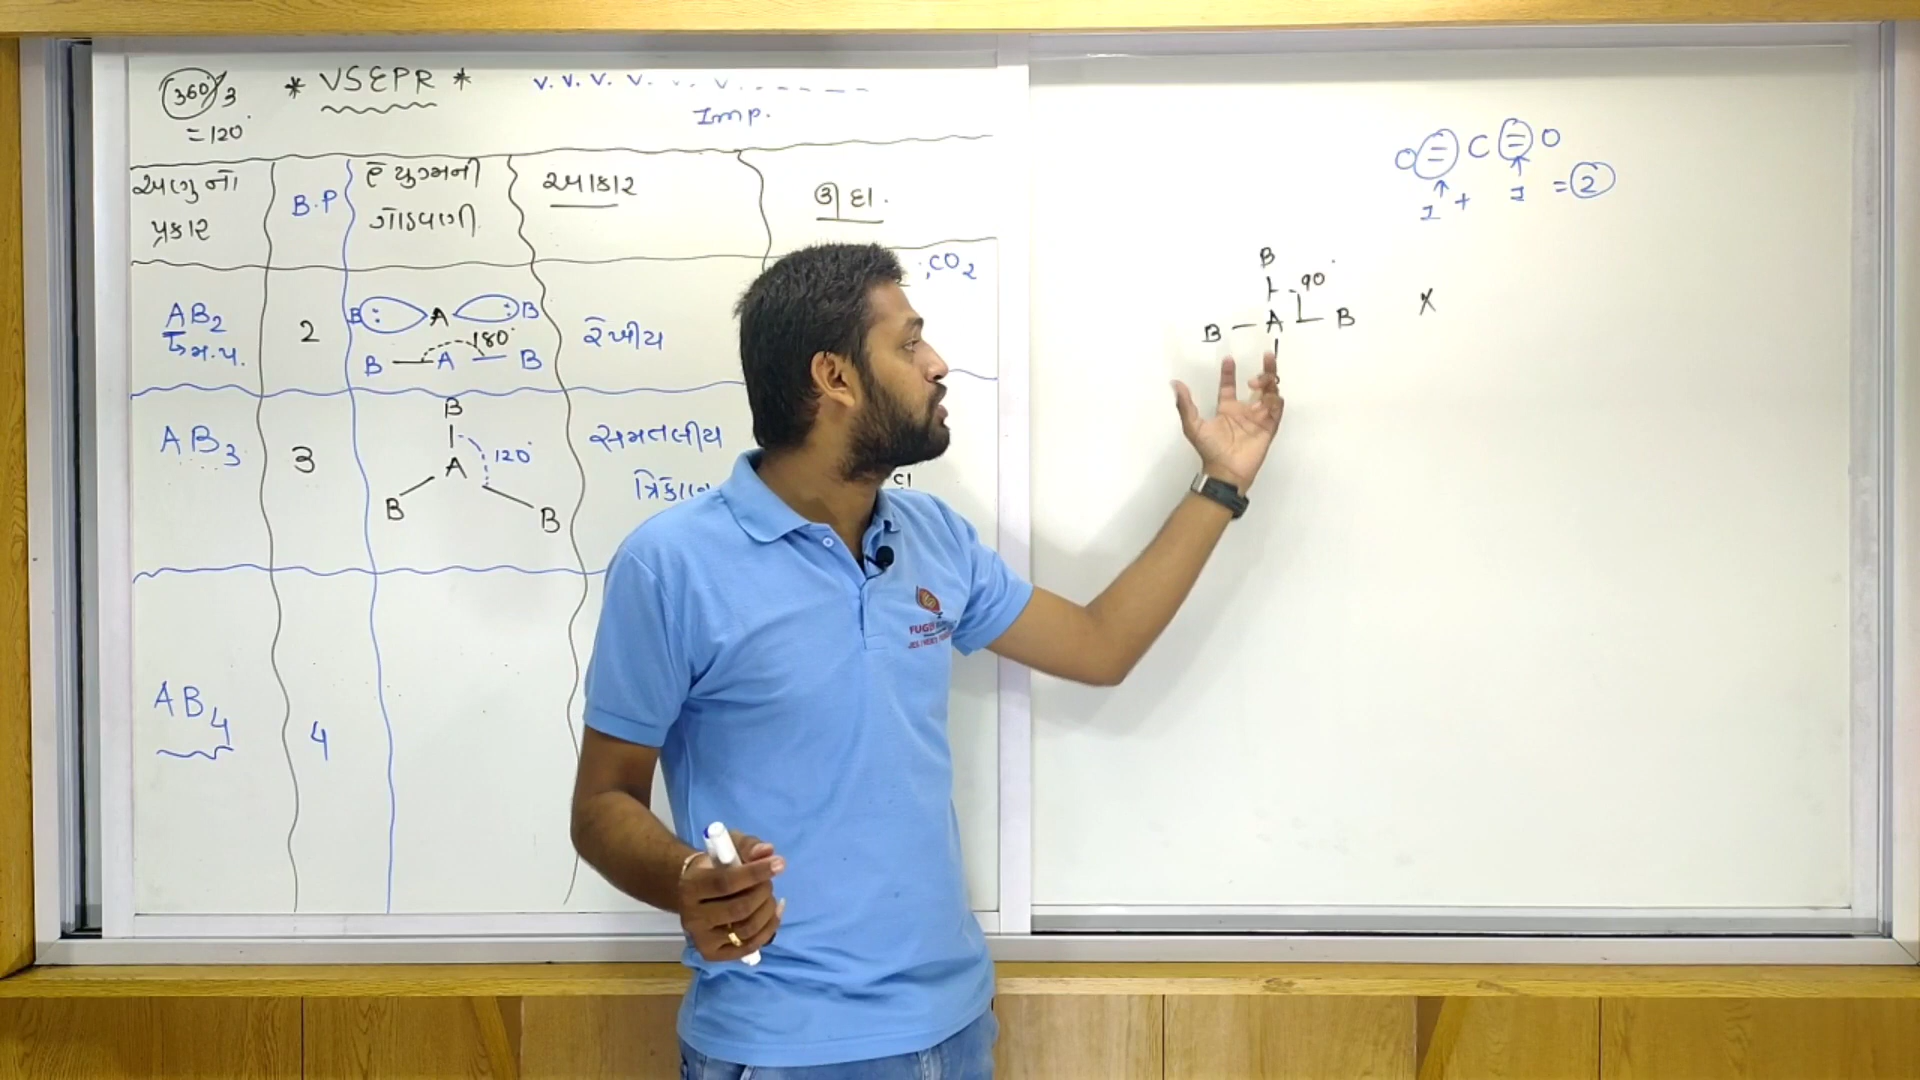 360°/3
= 120°
* VSEPR *
v. v. v. v. v. v.
Imp.
અણુનો
પ્રકાર
B.P
e⁻ યુગ્મની
ગોઠવણી
આકાર
ઉદા.
AB₂
મ.પ.
2
B : A : B
B — A — B
180°
રેખીય
, CO₂
AB₃
3
B
A
120°
B B
સમતલીય
AB₄
4
O = C = O
1 + 1 = 2
B
90°
B — A — B
X